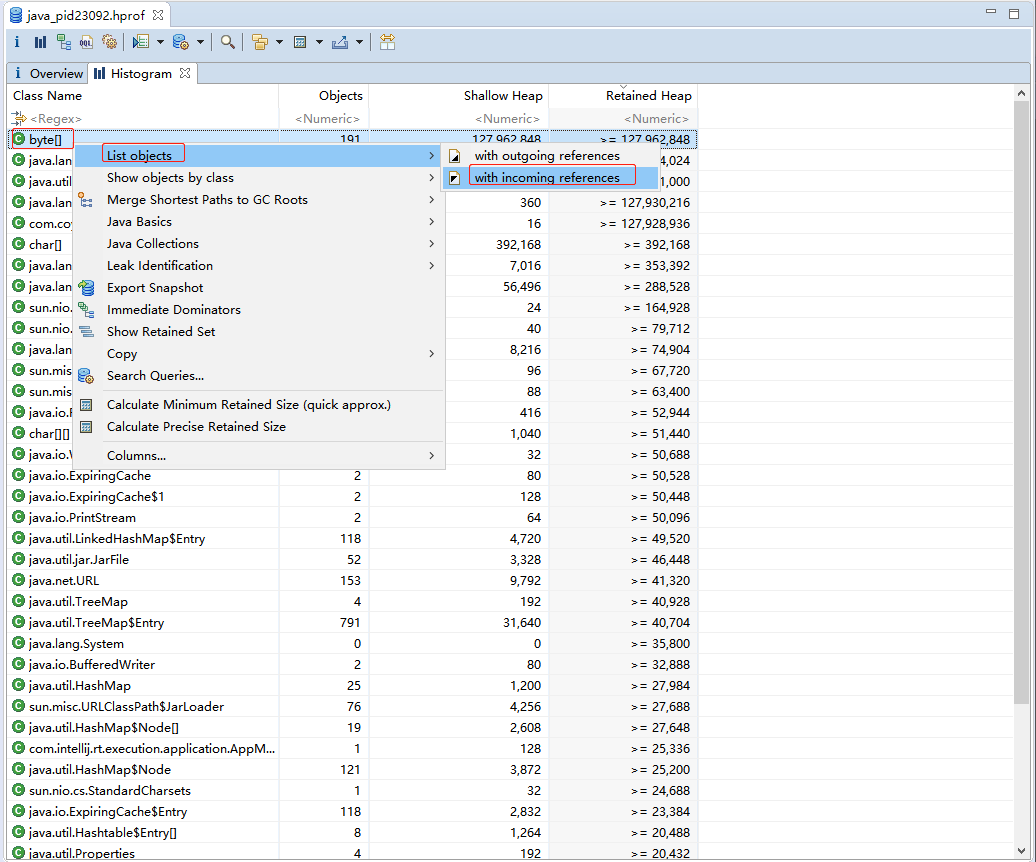 java_pid23092.hprof
i OQL
i Overview Histogram
Class Name Objects Shallow Heap Retained Heap
<Regex> <Numeric> <Numeric> <Numeric>
byte[] 191 127,962,848 >= 127,962,848
java.lan 4,024
java.util 1,000
java.lan 360 >= 127,930,216
com.co 16 >= 127,928,936
char[] 392,168 >= 392,168
java.lan 7,016 >= 353,392
java.lan 56,496 >= 288,528
sun.nio. 24 >= 164,928
sun.nio. 40 >= 79,712
java.lan 8,216 >= 74,904
sun.mis 96 >= 67,720
sun.mis 88 >= 63,400
java.io.F 416 >= 52,944
char[][] 1,040 >= 51,440
java.io.W 32 >= 50,688
List objects
Show objects by class
Merge Shortest Paths to GC Roots
Java Basics
Java Collections
Leak Identification
Export Snapshot
Immediate Dominators
Show Retained Set
Copy
Search Queries...
Calculate Minimum Retained Size (quick approx.)
Calculate Precise Retained Size
Columns...
with outgoing references
with incoming references
java.io.ExpiringCache 2 80 >= 50,528
java.io.ExpiringCache$1 2 128 >= 50,448
java.io.PrintStream 2 64 >= 50,096
java.util.LinkedHashMap$Entry 118 4,720 >= 49,520
java.util.jar.JarFile 52 3,328 >= 46,448
java.net.URL 153 9,792 >= 41,320
java.util.TreeMap 4 192 >= 40,928
java.util.TreeMap$Entry 791 31,640 >= 40,704
java.lang.System 0 0 >= 35,800
java.io.BufferedWriter 2 80 >= 32,888
java.util.HashMap 25 1,200 >= 27,984
sun.misc.URLClassPath$JarLoader 76 4,256 >= 27,688
java.util.HashMap$Node[] 19 2,608 >= 27,648
com.intellij.rt.execution.application.AppM... 1 128 >= 25,336
java.util.HashMap$Node 121 3,872 >= 25,200
sun.nio.cs.StandardCharsets 1 32 >= 24,688
java.io.ExpiringCache$Entry 118 2,832 >= 23,384
java.util.Hashtable$Entry[] 8 1,264 >= 20,488
java.util.Properties 4 192 >= 20,432